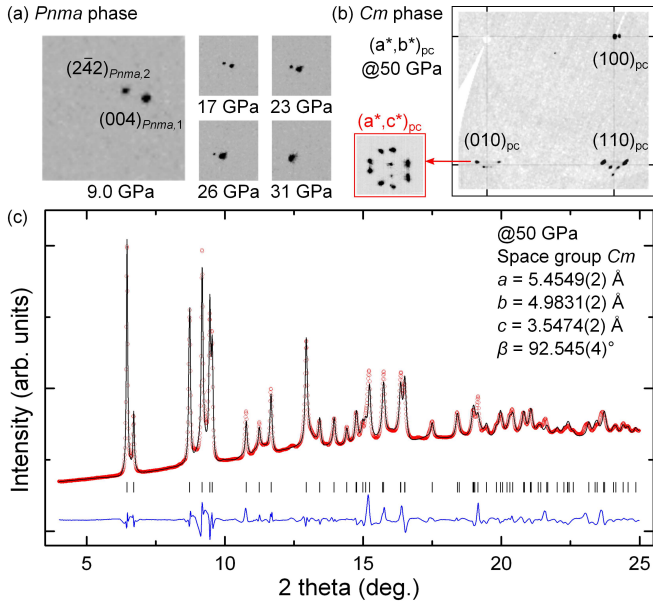 (a) Pnma phase
(24̄2)Pnma,2
(004)Pnma,1
9.0 GPa
17 GPa
23 GPa
26 GPa
31 GPa
(b) Cm phase
(a*,b*)pc
@50 GPa
(100)pc
(a*,c*)pc
(010)pc
(110)pc
(c)
@50 GPa
Space group Cm
a = 5.4549(2) Å
b = 4.9831(2) Å
c = 3.5474(2) Å
β = 92.545(4)°
Intensity (arb. units)
5 10 15 20 25
2 theta (deg.)